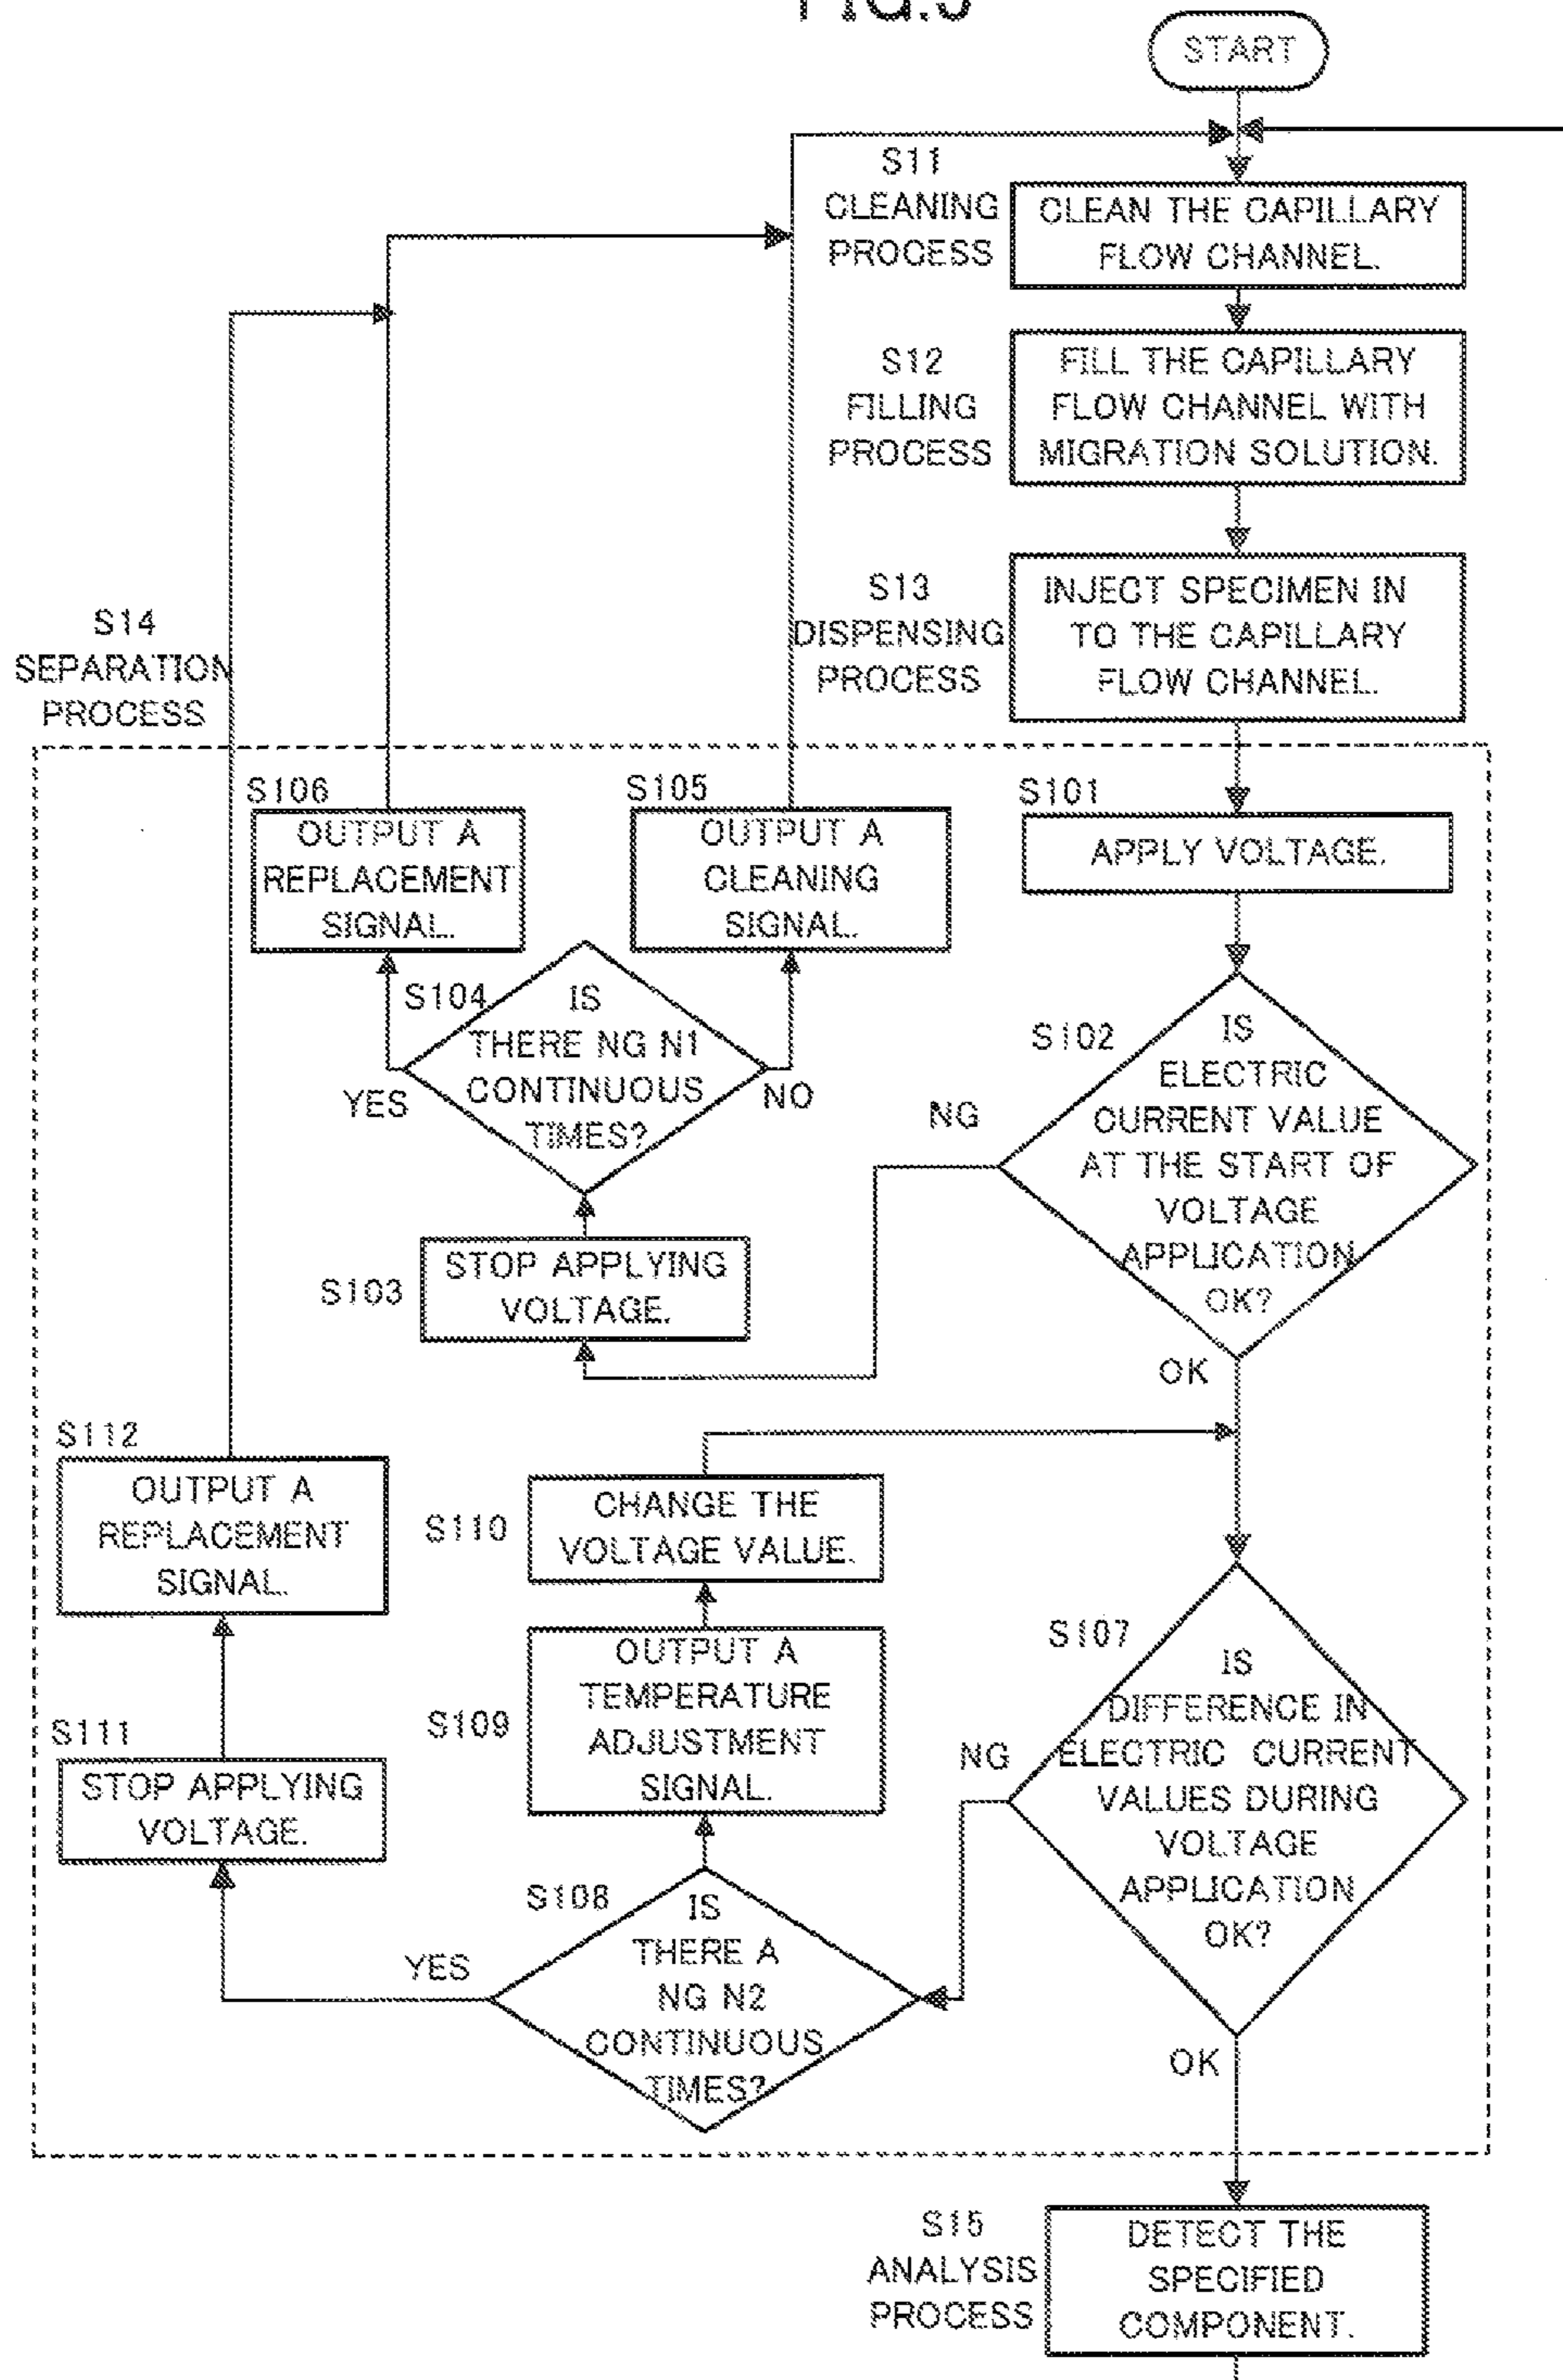 START
S11
CLEANING
PROCESS
CLEAN THE CAPILLARY
FLOW CHANNEL.
S12
FILLING
PROCESS
FILL THE CAPILLARY
FLOW CHANNEL WITH
MIGRATION SOLUTION.
S13
DISPENSING
PROCESS
INJECT SPECIMEN IN
TO THE CAPILLARY
FLOW CHANNEL.
S14
SEPARATION
PROCESS
S101
APPLY VOLTAGE.
S102
IS
ELECTRIC
CURRENT VALUE
AT THE START OF
VOLTAGE
APPLICATION
OK?
NG
OK
S103
STOP APPLYING
VOLTAGE.
S104
IS
THERE NG N1
CONTINUOUS
TIMES?
YES
NO
S105
OUTPUT A
CLEANING
SIGNAL.
S106
OUTPUT A
REPLACEMENT
SIGNAL.
S107
IS
DIFFERENCE IN
ELECTRIC CURRENT
VALUES DURING
VOLTAGE
APPLICATION
OK?
NG
OK
S108
IS
THERE A
NG N2
CONTINUOUS
TIMES?
YES
S109
OUTPUT A
TEMPERATURE
ADJUSTMENT
SIGNAL.
S110
CHANGE THE
VOLTAGE VALUE.
S111
STOP APPLYING
VOLTAGE.
S112
OUTPUT A
REPLACEMENT
SIGNAL.
S15
ANALYSIS
PROCESS
DETECT THE
SPECIFIED
COMPONENT.